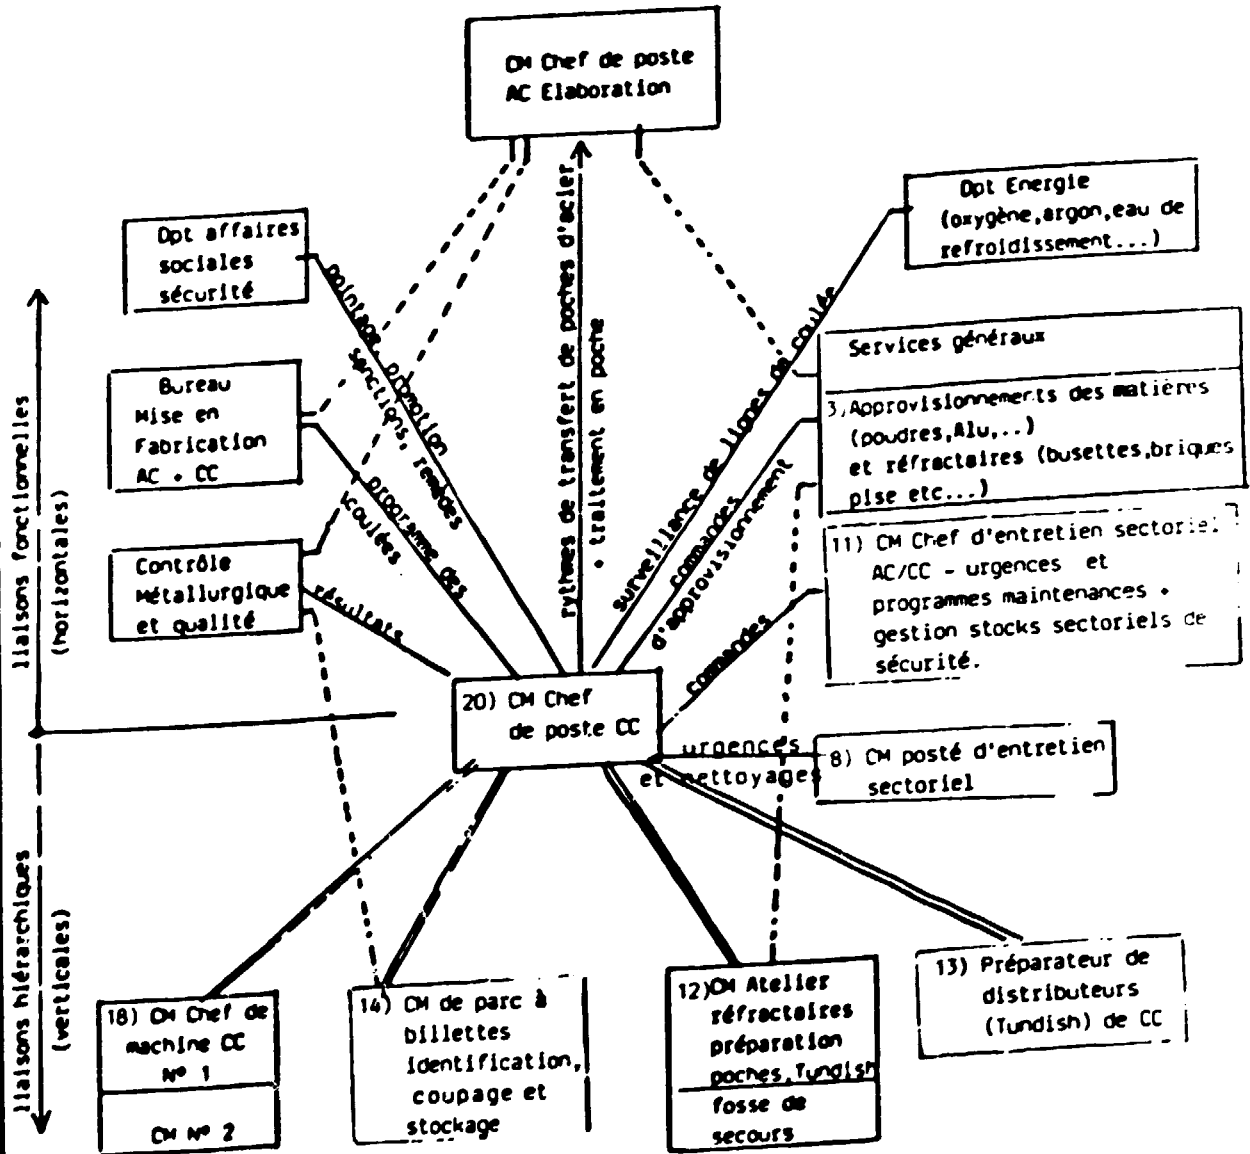 CM Chef de poste
AC Elaboration
Dpt Energie
(oxygène,argon,eau de
refroidissement...)
Dpt affaires
sociales
sécurité
Services généraux
3)Approvisionnements des matières
(poudres,Alu,..)
et réfractaires (busettes,briques
pise etc...)
Bureau
Mise en
Fabrication
AC + CC
11) CM Chef d'entretien sectoriel
AC/CC - urgences et
programmes maintenances +
gestion stocks sectoriels de
sécurité.
Contrôle
Métallurgique
et qualité
pointage, promotion
sanctions, remèdes
programme des
(coulées
résultats
rythmes de transfert de poches d'acier
+ traitement en poche
surveillance de lignes de coulée
commandes
d'approvisionnement
commandes
liaisons fonctionnelles
(horizontales)
20) CM Chef
de poste CC
urgences
et nettoyages
8) CM posté d'entretien
sectoriel
liaisons hiérarchiques
(verticales)
18) CM Chef de
machine CC
N° 1
CM N° 2
14) CM de parc à
billettes
identification,
coupage et
stockage
12)CM Atelier
réfractaires
préparation
poches,Tundish
fosse de
secours
13) Préparateur de
distributeurs
(Tundish) de CC